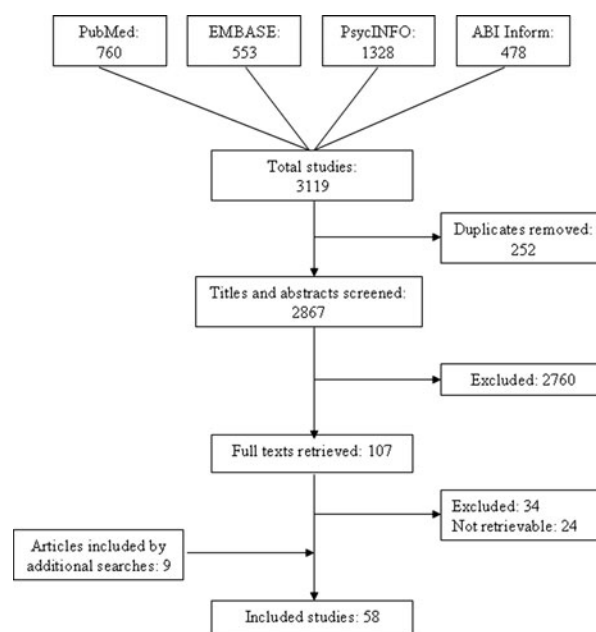 PubMed:
760
EMBASE:
553
PsycINFO:
1328
ABI Inform:
478
Total studies:
3119
Duplicates removed:
252
Titles and abstracts screened:
2867
Excluded: 2760
Full texts retrieved: 107
Excluded: 34
Not retrievable: 24
Articles included by
additional searches: 9
Included studies: 58